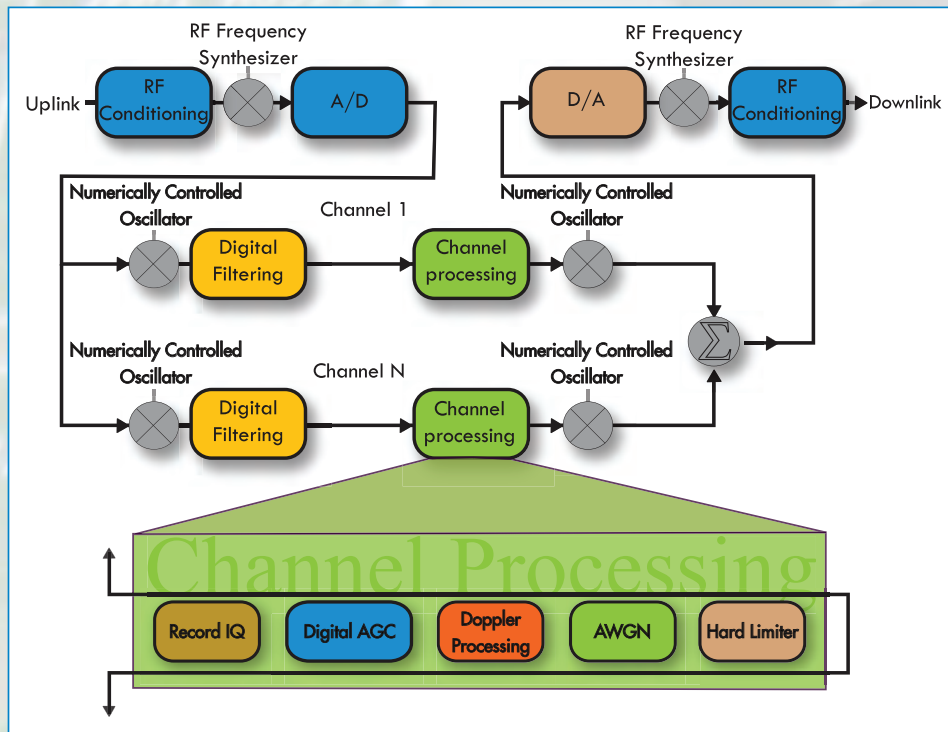 RF Frequency
Synthesizer
Uplink
RF
Conditioning
A/D
RF Frequency
Synthesizer
D/A
RF
Conditioning
Downlink
Numerically Controlled
Oscillator
Channel 1
Digital
Filtering
Channel
processing
Numerically Controlled
Oscillator
Σ
Numerically Controlled
Oscillator
Channel N
Digital
Filtering
Channel
processing
Numerically Controlled
Oscillator
Channel Processing
Record IQ
Digital AGC
Doppler
Processing
AWGN
Hard Limiter